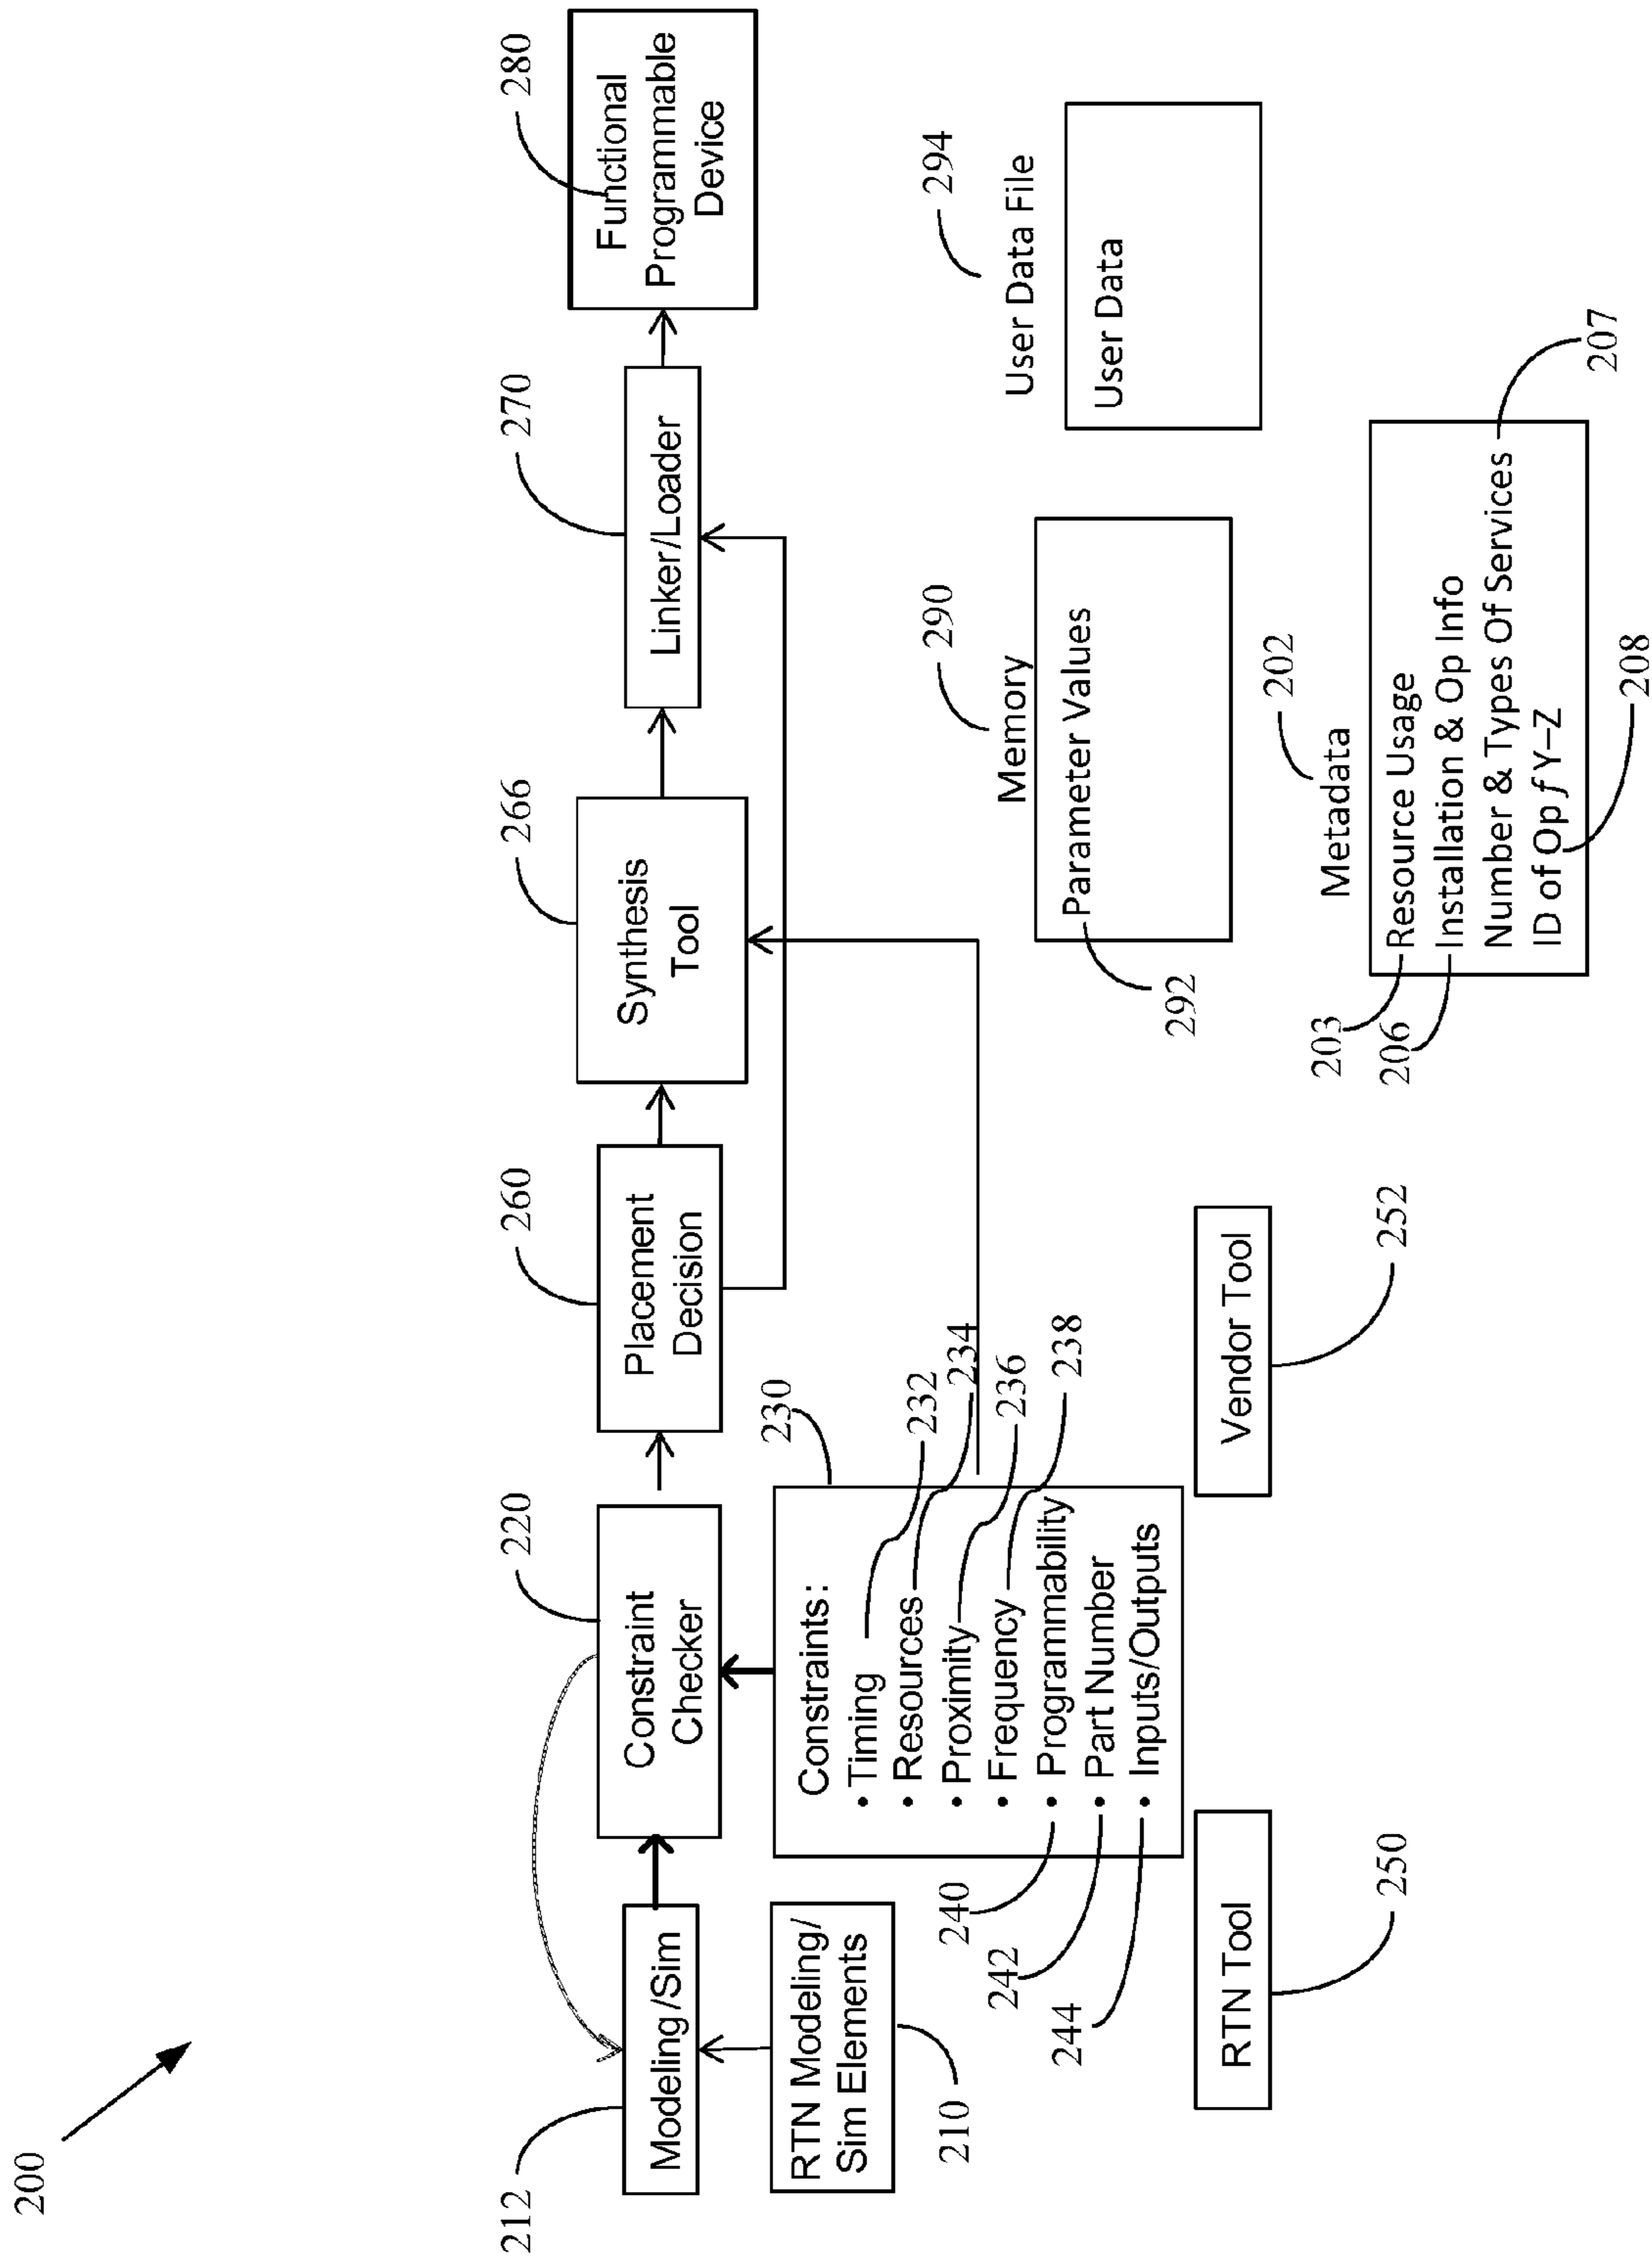 200
212
220
260
266
270
280
Modeling/Sim
Constraint
Checker
Placement
Decision
Synthesis
Tool
Linker/Loader
Functional
Programmable
Device
RTN Modeling/
Sim Elements
210
230
Constraints:
• Timing
232
• Resources
234
• Proximity
236
• Frequency
238
• Programmability
240
• Part Number
242
• Inputs/Outputs
244
290
Memory
Parameter Values
292
294
User Data File
User Data
RTN Tool
250
Vendor Tool
252
202
Metadata
203
Resource Usage
206
Installation & Op Info
Number & Types Of Services
207
ID of Op f Y–Z
208